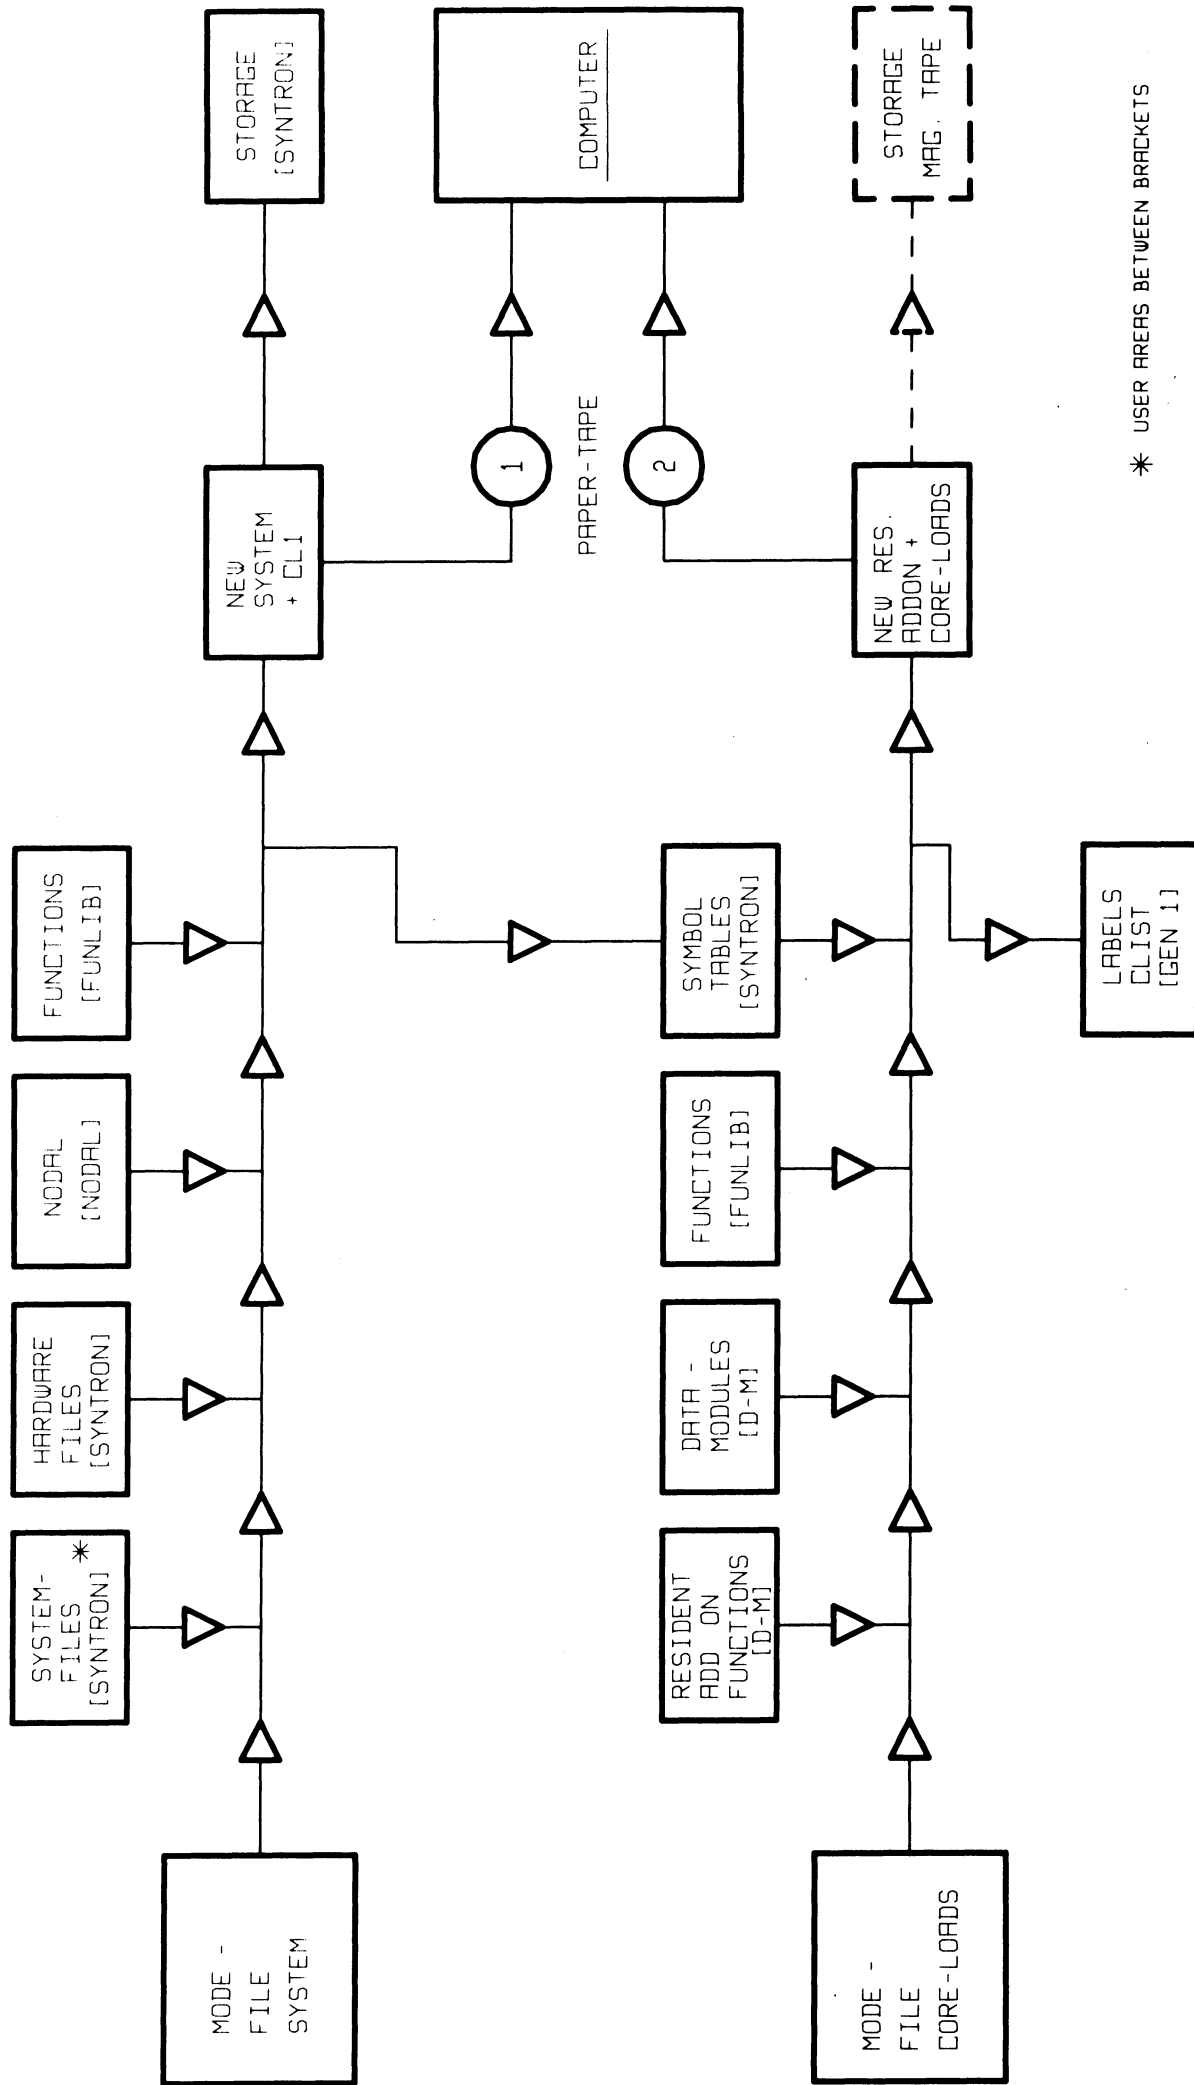 MODE -
FILE
SYSTEM
SYSTEM-
FILES *
[SYNTRON]
HARDWARE
FILES
[SYNTRON]
NODAL
[NODAL]
FUNCTIONS
[FUNLIB]
NEW
SYSTEM
+ CL1
STORAGE
[SYNTRON]
1
PAPER-TAPE
2
COMPUTER
MODE -
FILE
CORE-LOADS
RESIDENT
ADD ON
FUNCTIONS
[D-M]
DATA -
MODULES
[D-M]
FUNCTIONS
[FUNLIB]
SYMBOL
TABLES
[SYNTRON]
LABELS
CLIST
[GEN 1]
NEW RES.
ADDON +
CORE-LOADS
STORAGE
MAG. TAPE
* USER AREAS BETWEEN BRACKETS